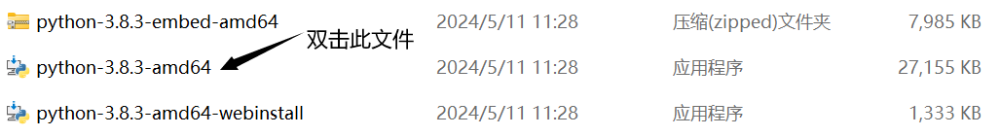 python-3.8.3-embed-amd64 2024/5/11 11:28 压缩(zipped)文件夹 7,985 KB
双击此文件
python-3.8.3-amd64 2024/5/11 11:28 应用程序 27,155 KB
python-3.8.3-amd64-webinstall 2024/5/11 11:28 应用程序 1,333 KB